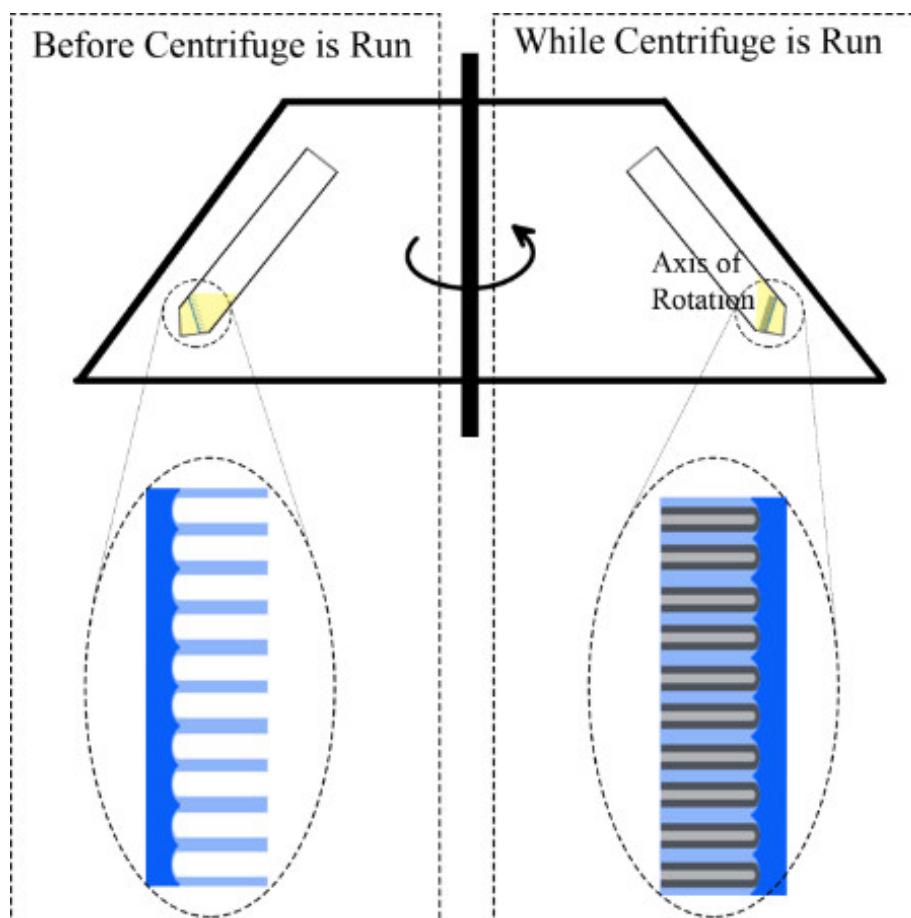 Before Centrifuge is Run
While Centrifuge is Run
Axis of
Rotation